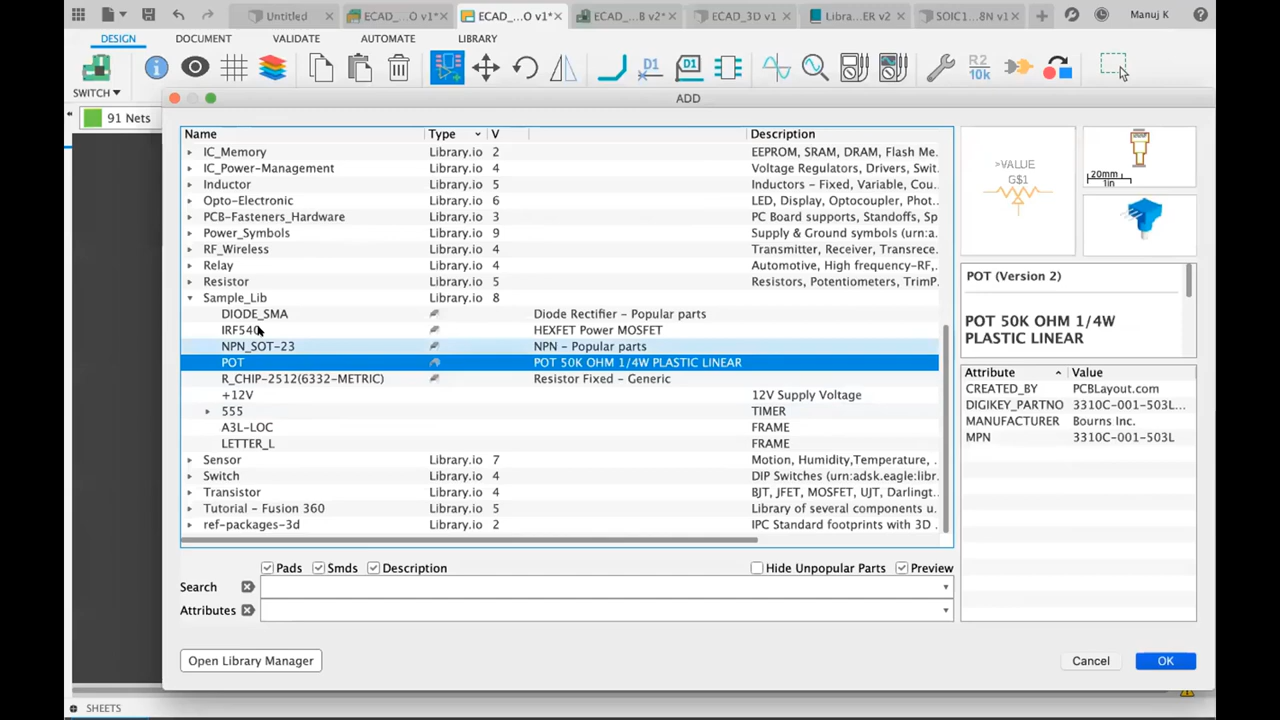 Untitled
ECAD_...O v1*
ECAD_...O v1*
ECAD_...B v2*
ECAD_3D v1
Libra...ER v2
SOIC1...8N v1
Manuj K
DESIGN
DOCUMENT
VALIDATE
AUTOMATE
LIBRARY
D1
D1
R2
10k
SWITCH
91 Nets
ADD
Name Type V Description
IC_Memory Library.io 2 EEPROM, SRAM, DRAM, Flash Me...
IC_Power-Management Library.io 4 Voltage Regulators, Drivers, Swit...
Inductor Library.io 5 Inductors - Fixed, Variable, Cou...
Opto-Electronic Library.io 6 LED, Display, Optocoupler, Phot...
PCB-Fasteners_Hardware Library.io 3 PC Board supports, Standoffs, Sp
Power_Symbols Library.io 9 Supply & Ground symbols (urn:a...
RF_Wireless Library.io 4 Transmitter, Receiver, Transrece...
Relay Library.io 4 Automotive, High frequency-RF,..
Resistor Library.io 5 Resistors, Potentiometers, TrimP...
Sample_Lib Library.io 8
DIODE_SMA Diode Rectifier - Popular parts
IRF540 HEXFET Power MOSFET
NPN_SOT-23 NPN - Popular parts
POT POT 50K OHM 1/4W PLASTIC LINEAR
R_CHIP-2512(6332-METRIC) Resistor Fixed - Generic
+12V 12V Supply Voltage
555 TIMER
A3L-LOC FRAME
LETTER_L FRAME
Sensor Library.io 7 Motion, Humidity,Temperature, .
Switch Library.io 4 DIP Switches (urn:adsk.eagle:libr...
Transistor Library.io 4 BJT, JFET, MOSFET, UJT, Darlingt...
Tutorial - Fusion 360 Library.io 5 Library of several components u...
ref-packages-3d Library.io 2 IPC Standard footprints with 3D .
>VALUE
G$1
20mm
1in
POT (Version 2)
POT 50K OHM 1/4W
PLASTIC LINEAR
Attribute Value
CREATED_BY PCBLayout.com
DIGIKEY_PARTNO 3310C-001-503L...
MANUFACTURER Bourns Inc.
MPN 3310C-001-503L
Pads Smds Description Hide Unpopular Parts Preview
Search
Attributes
Open Library Manager Cancel OK
SHEETS